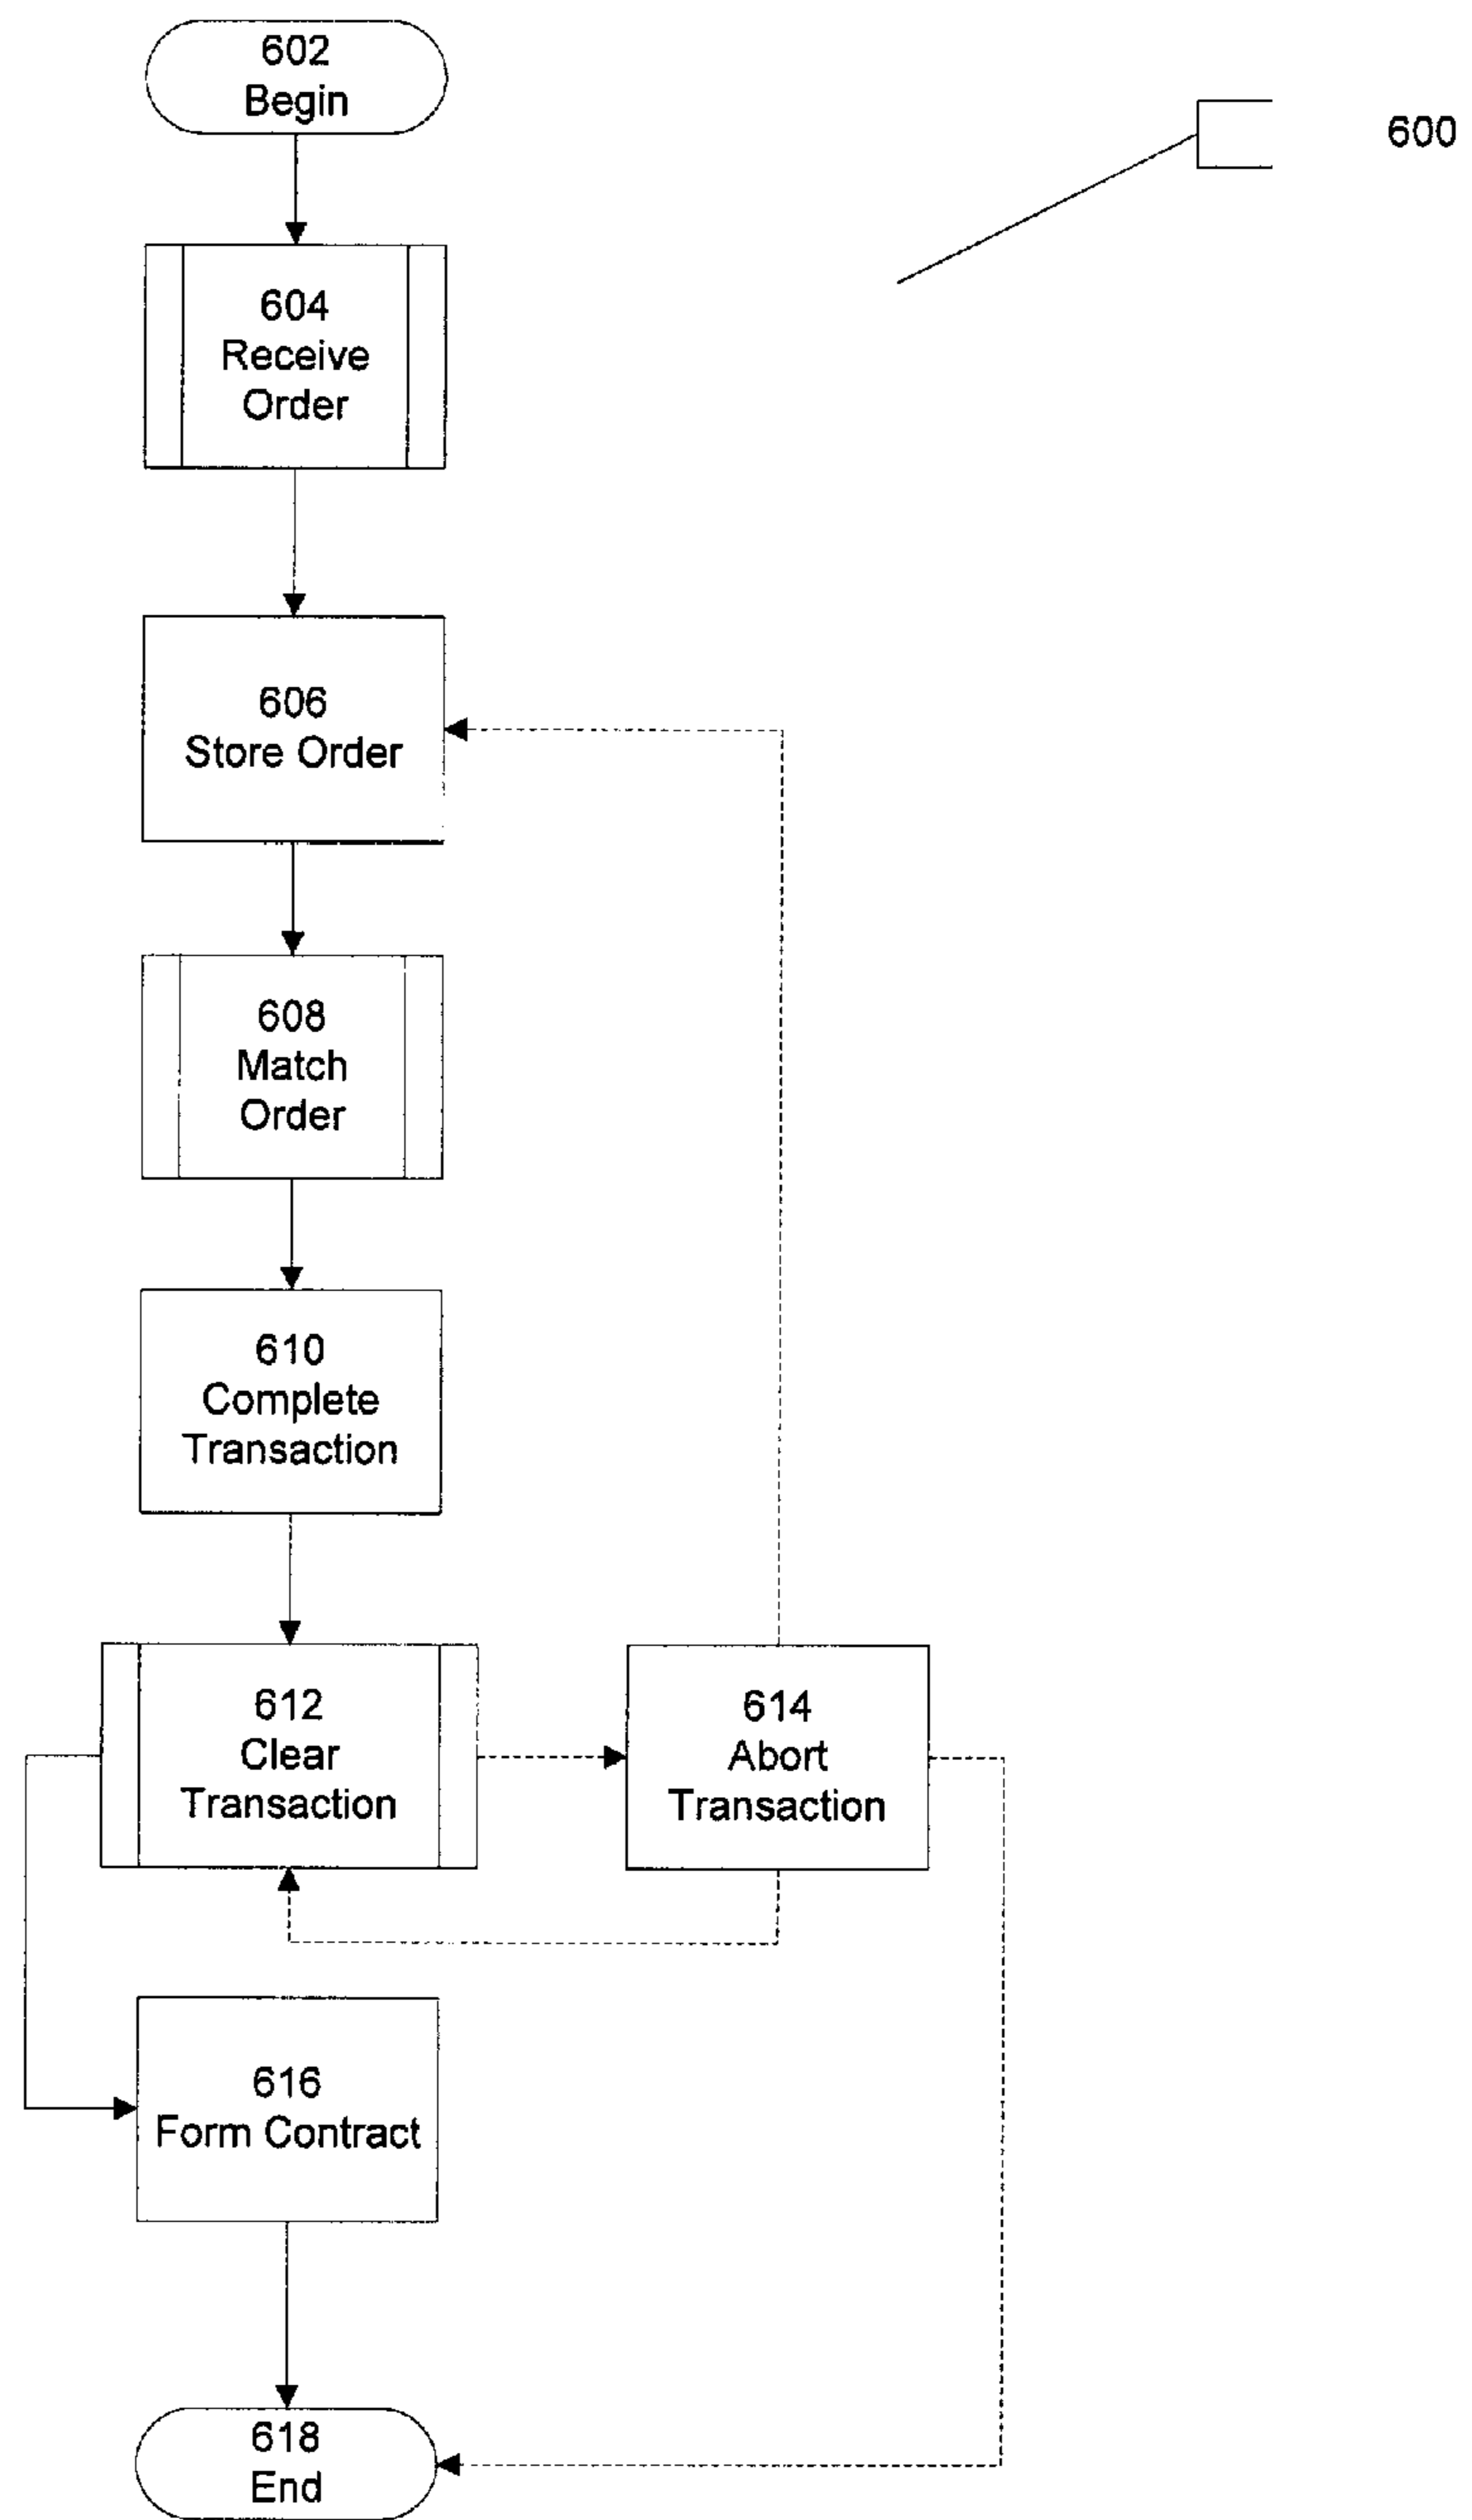 602
Begin
600
604
Receive
Order
606
Store Order
608
Match
Order
610
Complete
Transaction
612
Clear
Transaction
614
Abort
Transaction
616
Form Contract
618
End